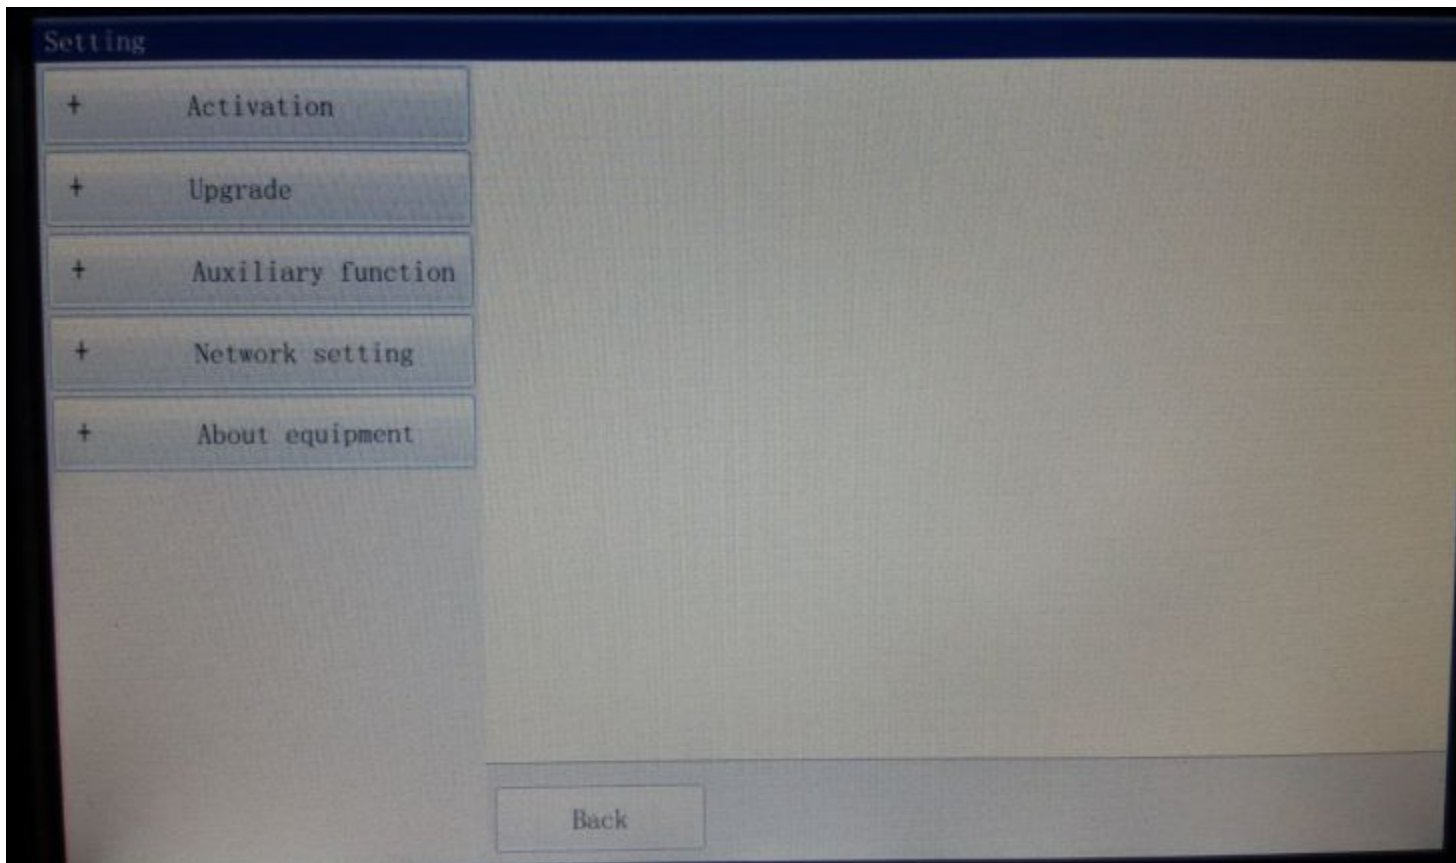 Setting
+ Activation
+ Upgrade
+ Auxiliary function
+ Network setting
+ About equipment
Back